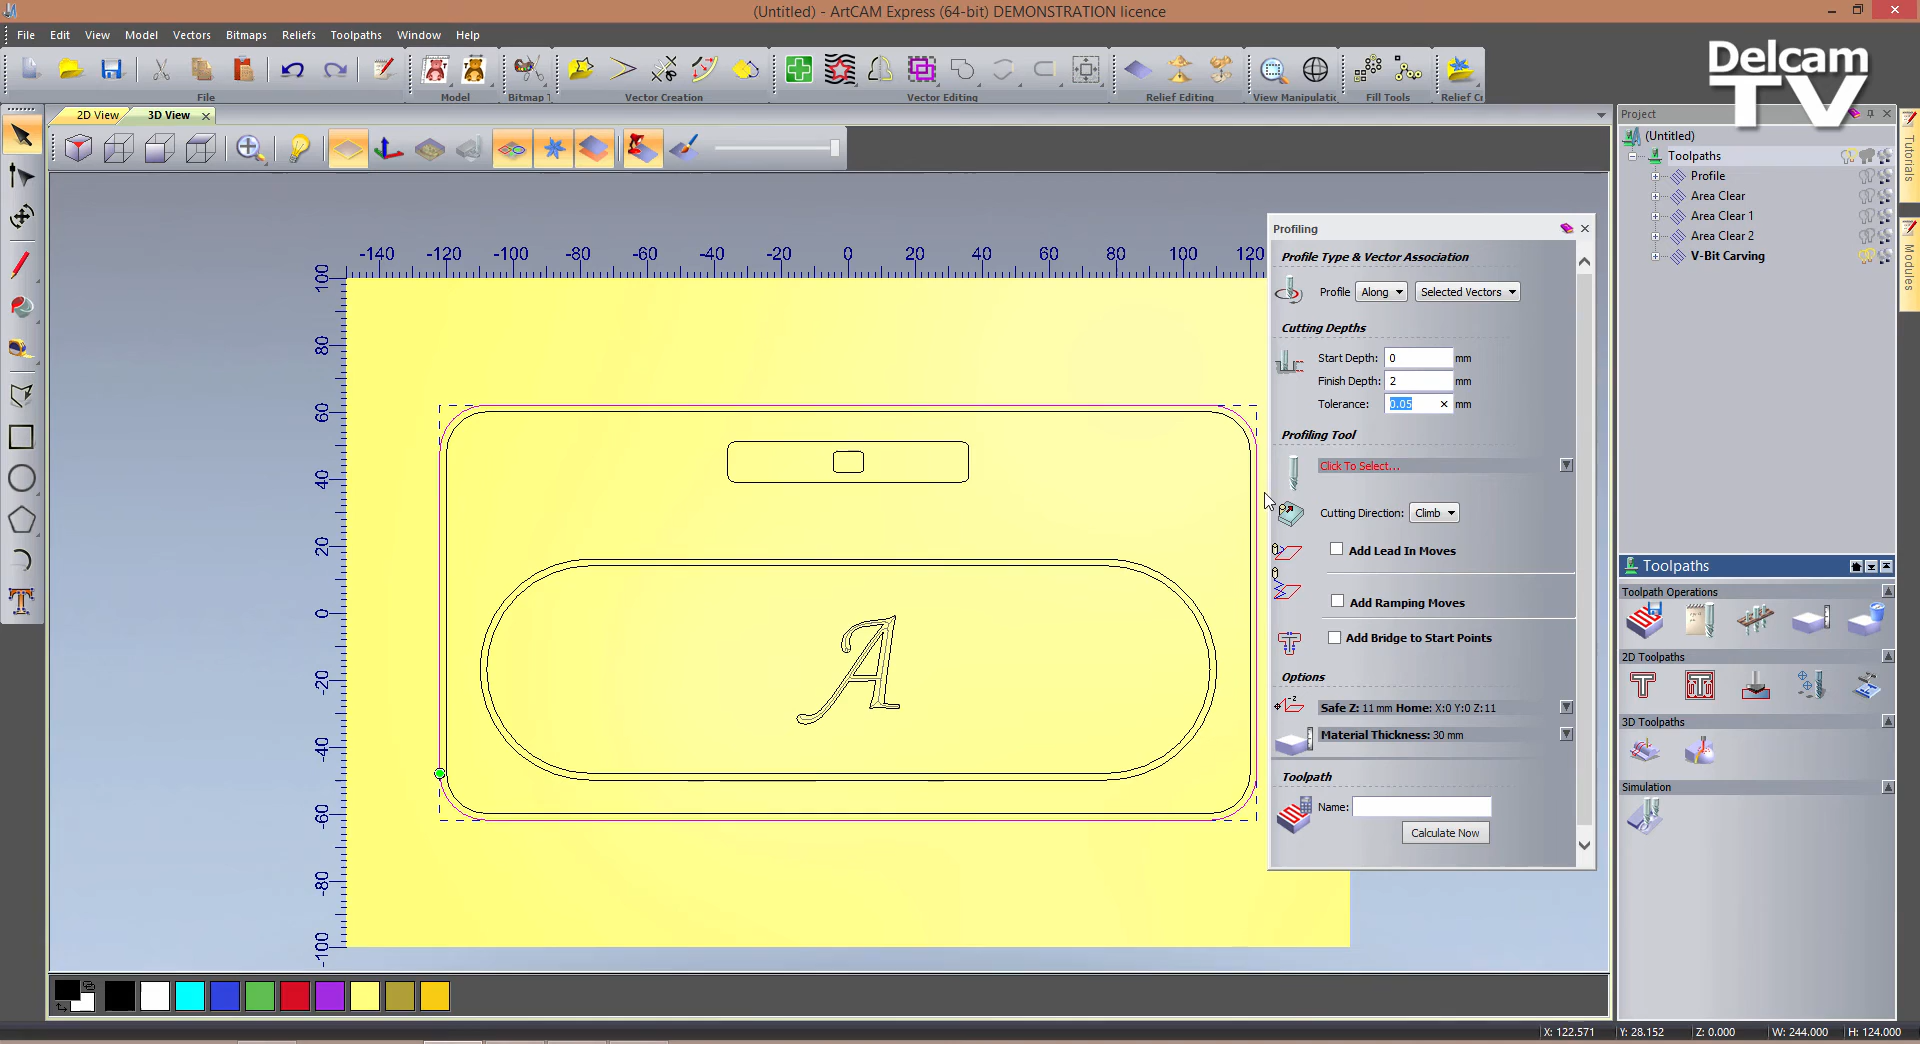 (Untitled) - ArtCAM Express (64-bit) DEMONSTRATION licence
File Edit View Model Vectors Bitmaps Reliefs Toolpaths Window Help
Delcam
TV
File Model Bitmap T Vector Creation Vector Editing Relief Editing View Manipulatic Fill Tools Relief Cr
2D View 3D View
Project
(Untitled)
Toolpaths
Profile
Area Clear
Area Clear 1
Area Clear 2
V-Bit Carving
Tutorials
Modules
-140 -120 -100 -80 -60 -40 -20 0 20 40 60 80 100 120
100
80
60
40
20
0
-20
-40
-60
-80
-100
A
Profiling
Profile Type & Vector Association
Profile Along Selected Vectors
Cutting Depths
Start Depth: 0 mm
Finish Depth: 2 mm
Tolerance: 0.05 mm
Profiling Tool
Click To Select...
Cutting Direction: Climb
Add Lead In Moves
Add Ramping Moves
Add Bridge to Start Points
Options
Safe Z: 11 mm Home: X:0 Y:0 Z:11
Material Thickness: 30 mm
Toolpath
Name:
Calculate Now
Toolpaths
Toolpath Operations
2D Toolpaths
3D Toolpaths
Simulation
X: 122.571 Y: 28.152 Z: 0.000 W: 244.000 H: 124.000